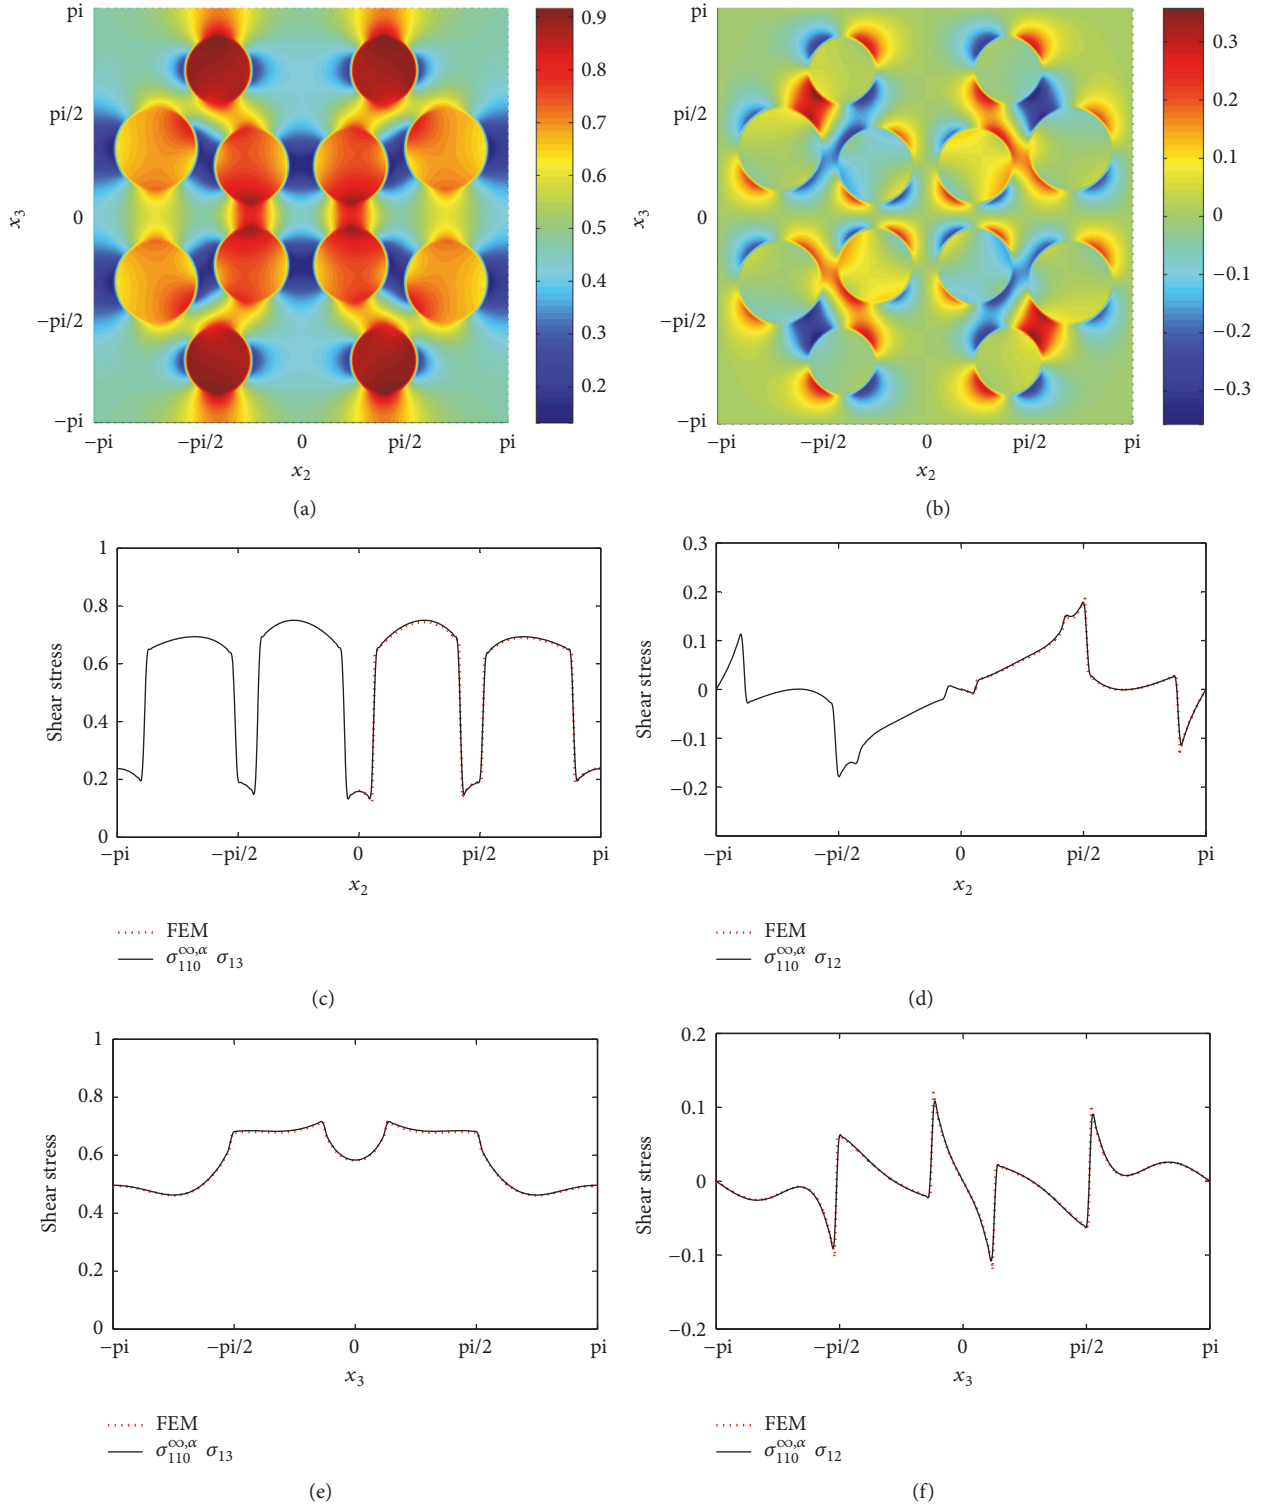 pi
pi/2
0
−pi/2
−pi
x3
−pi
−pi/2
0
pi/2
pi
x2
0.9
0.8
0.7
0.6
0.5
0.4
0.3
0.2
(a)
pi
pi/2
0
−pi/2
−pi
x3
−pi
−pi/2
0
pi/2
pi
x2
0.3
0.2
0.1
0
−0.1
−0.2
−0.3
(b)
1
0.8
0.6
0.4
0.2
0
Shear stress
−pi
−pi/2
0
pi/2
pi
x2
FEM
σ110^∞,α σ13
(c)
0.3
0.2
0.1
0
−0.1
−0.2
Shear stress
−pi
−pi/2
0
pi/2
pi
x2
FEM
σ110^∞,α σ12
(d)
1
0.8
0.6
0.4
0.2
0
Shear stress
−pi
−pi/2
0
pi/2
pi
x3
FEM
σ110^∞,α σ13
(e)
0.2
0.1
0
−0.1
−0.2
Shear stress
−pi
−pi/2
0
pi/2
pi
x3
FEM
σ110^∞,α σ12
(f)